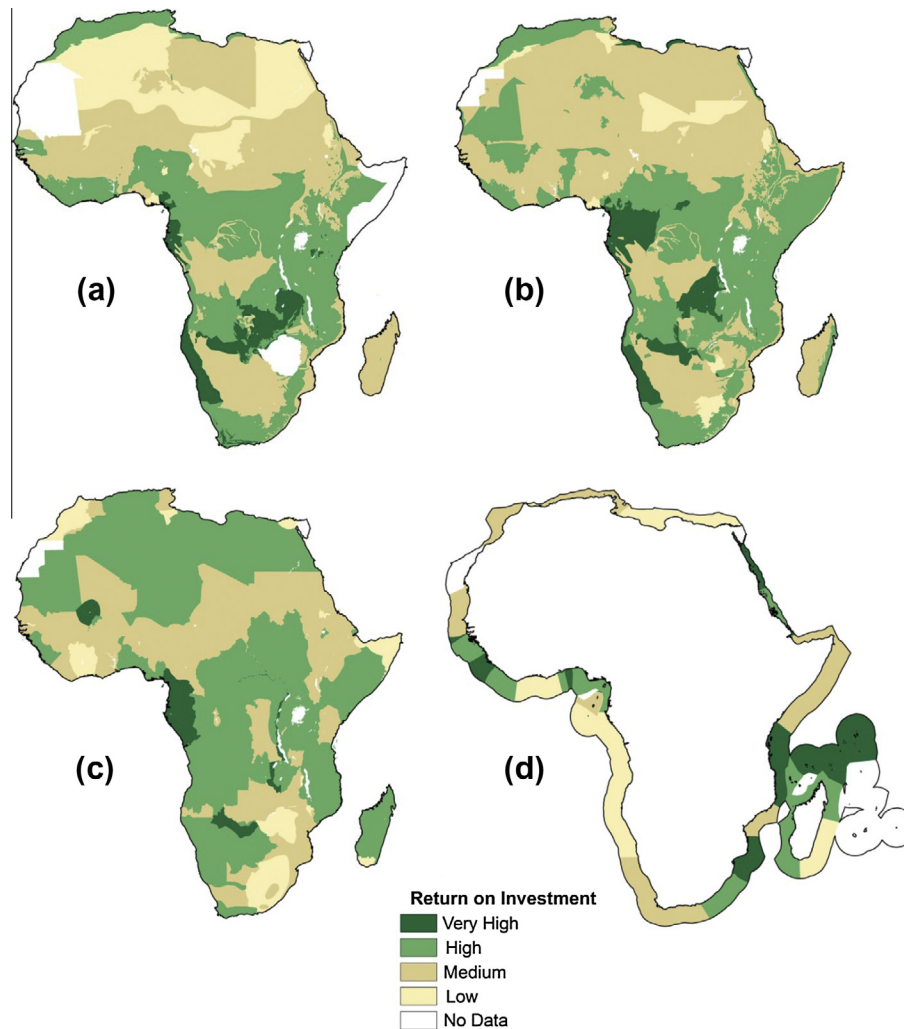 (a)
(b)
(c)
(d)
Return on Investment
Very High
High
Medium
Low
No Data